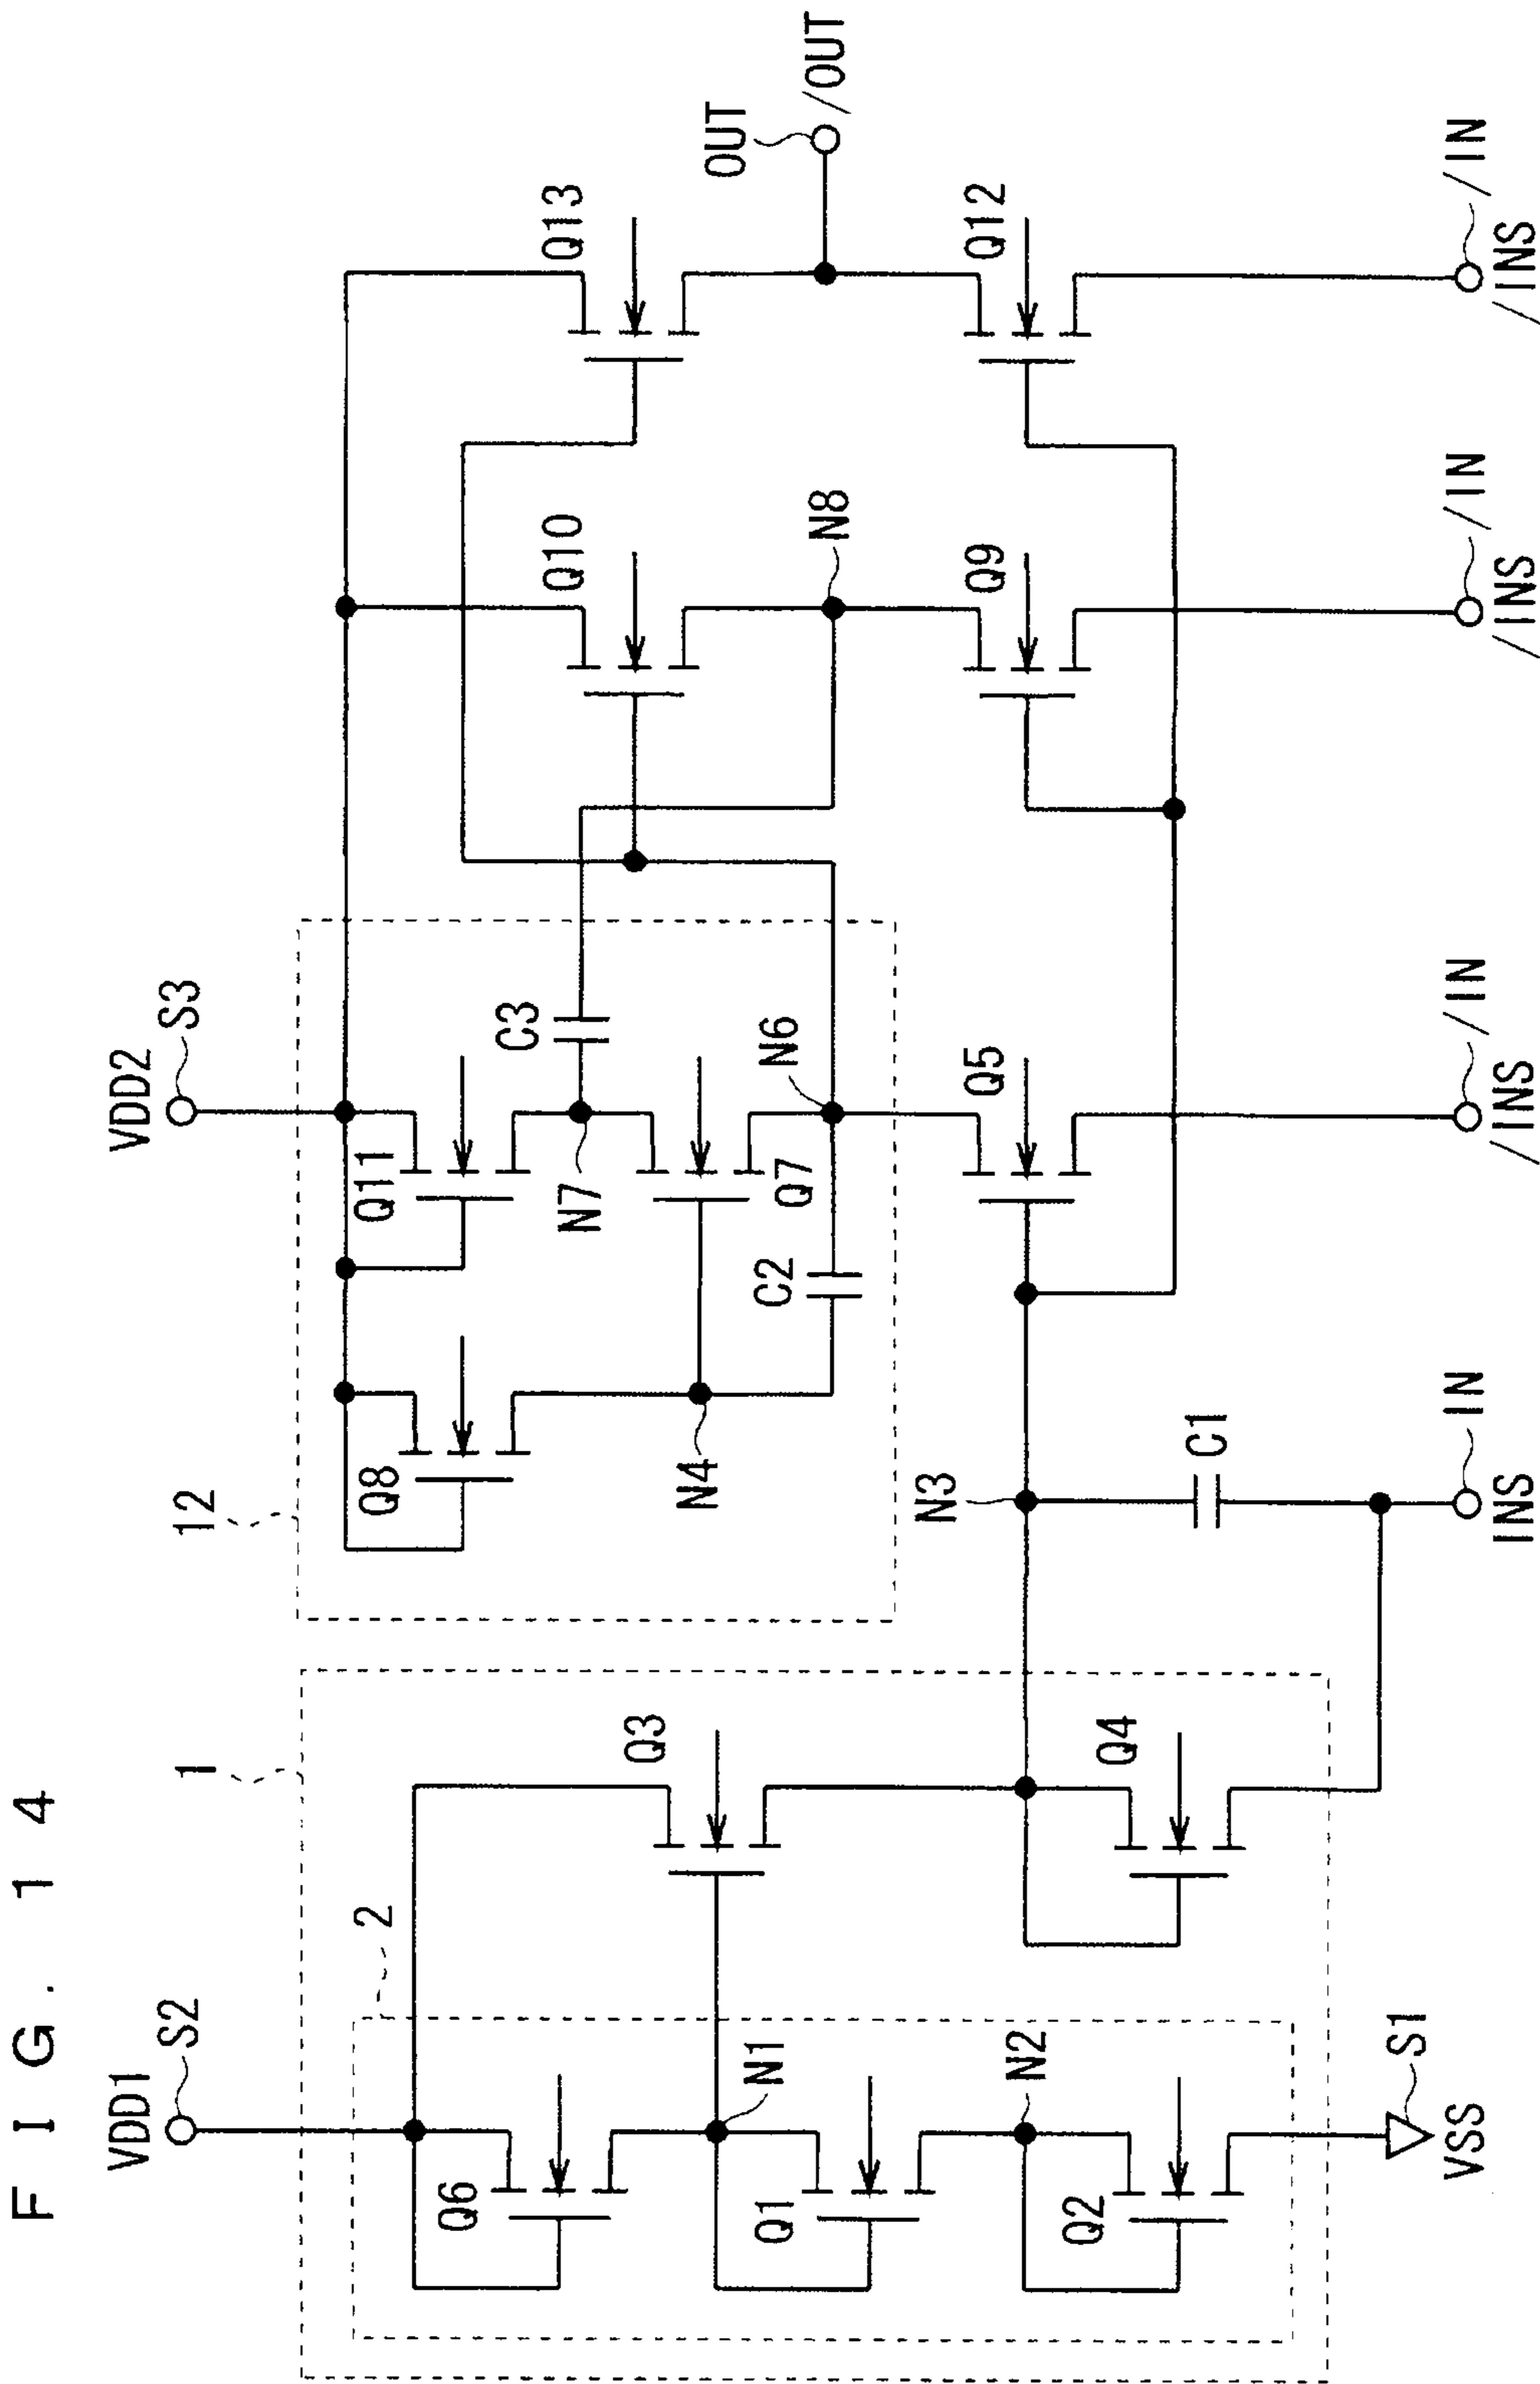 FIG. 14
VDD1
S2
VDD2
S3
1
2
12
Q6
N1
Q1
N2
Q2
S1
VSS
Q3
Q4
Q8
N4
Q11
N7
C3
Q7
C2
N6
N3
C1
IN
INS
Q5
/IN
/INS
Q10
N8
Q9
/IN
/INS
Q13
OUT
/OUT
Q12
/IN
/INS